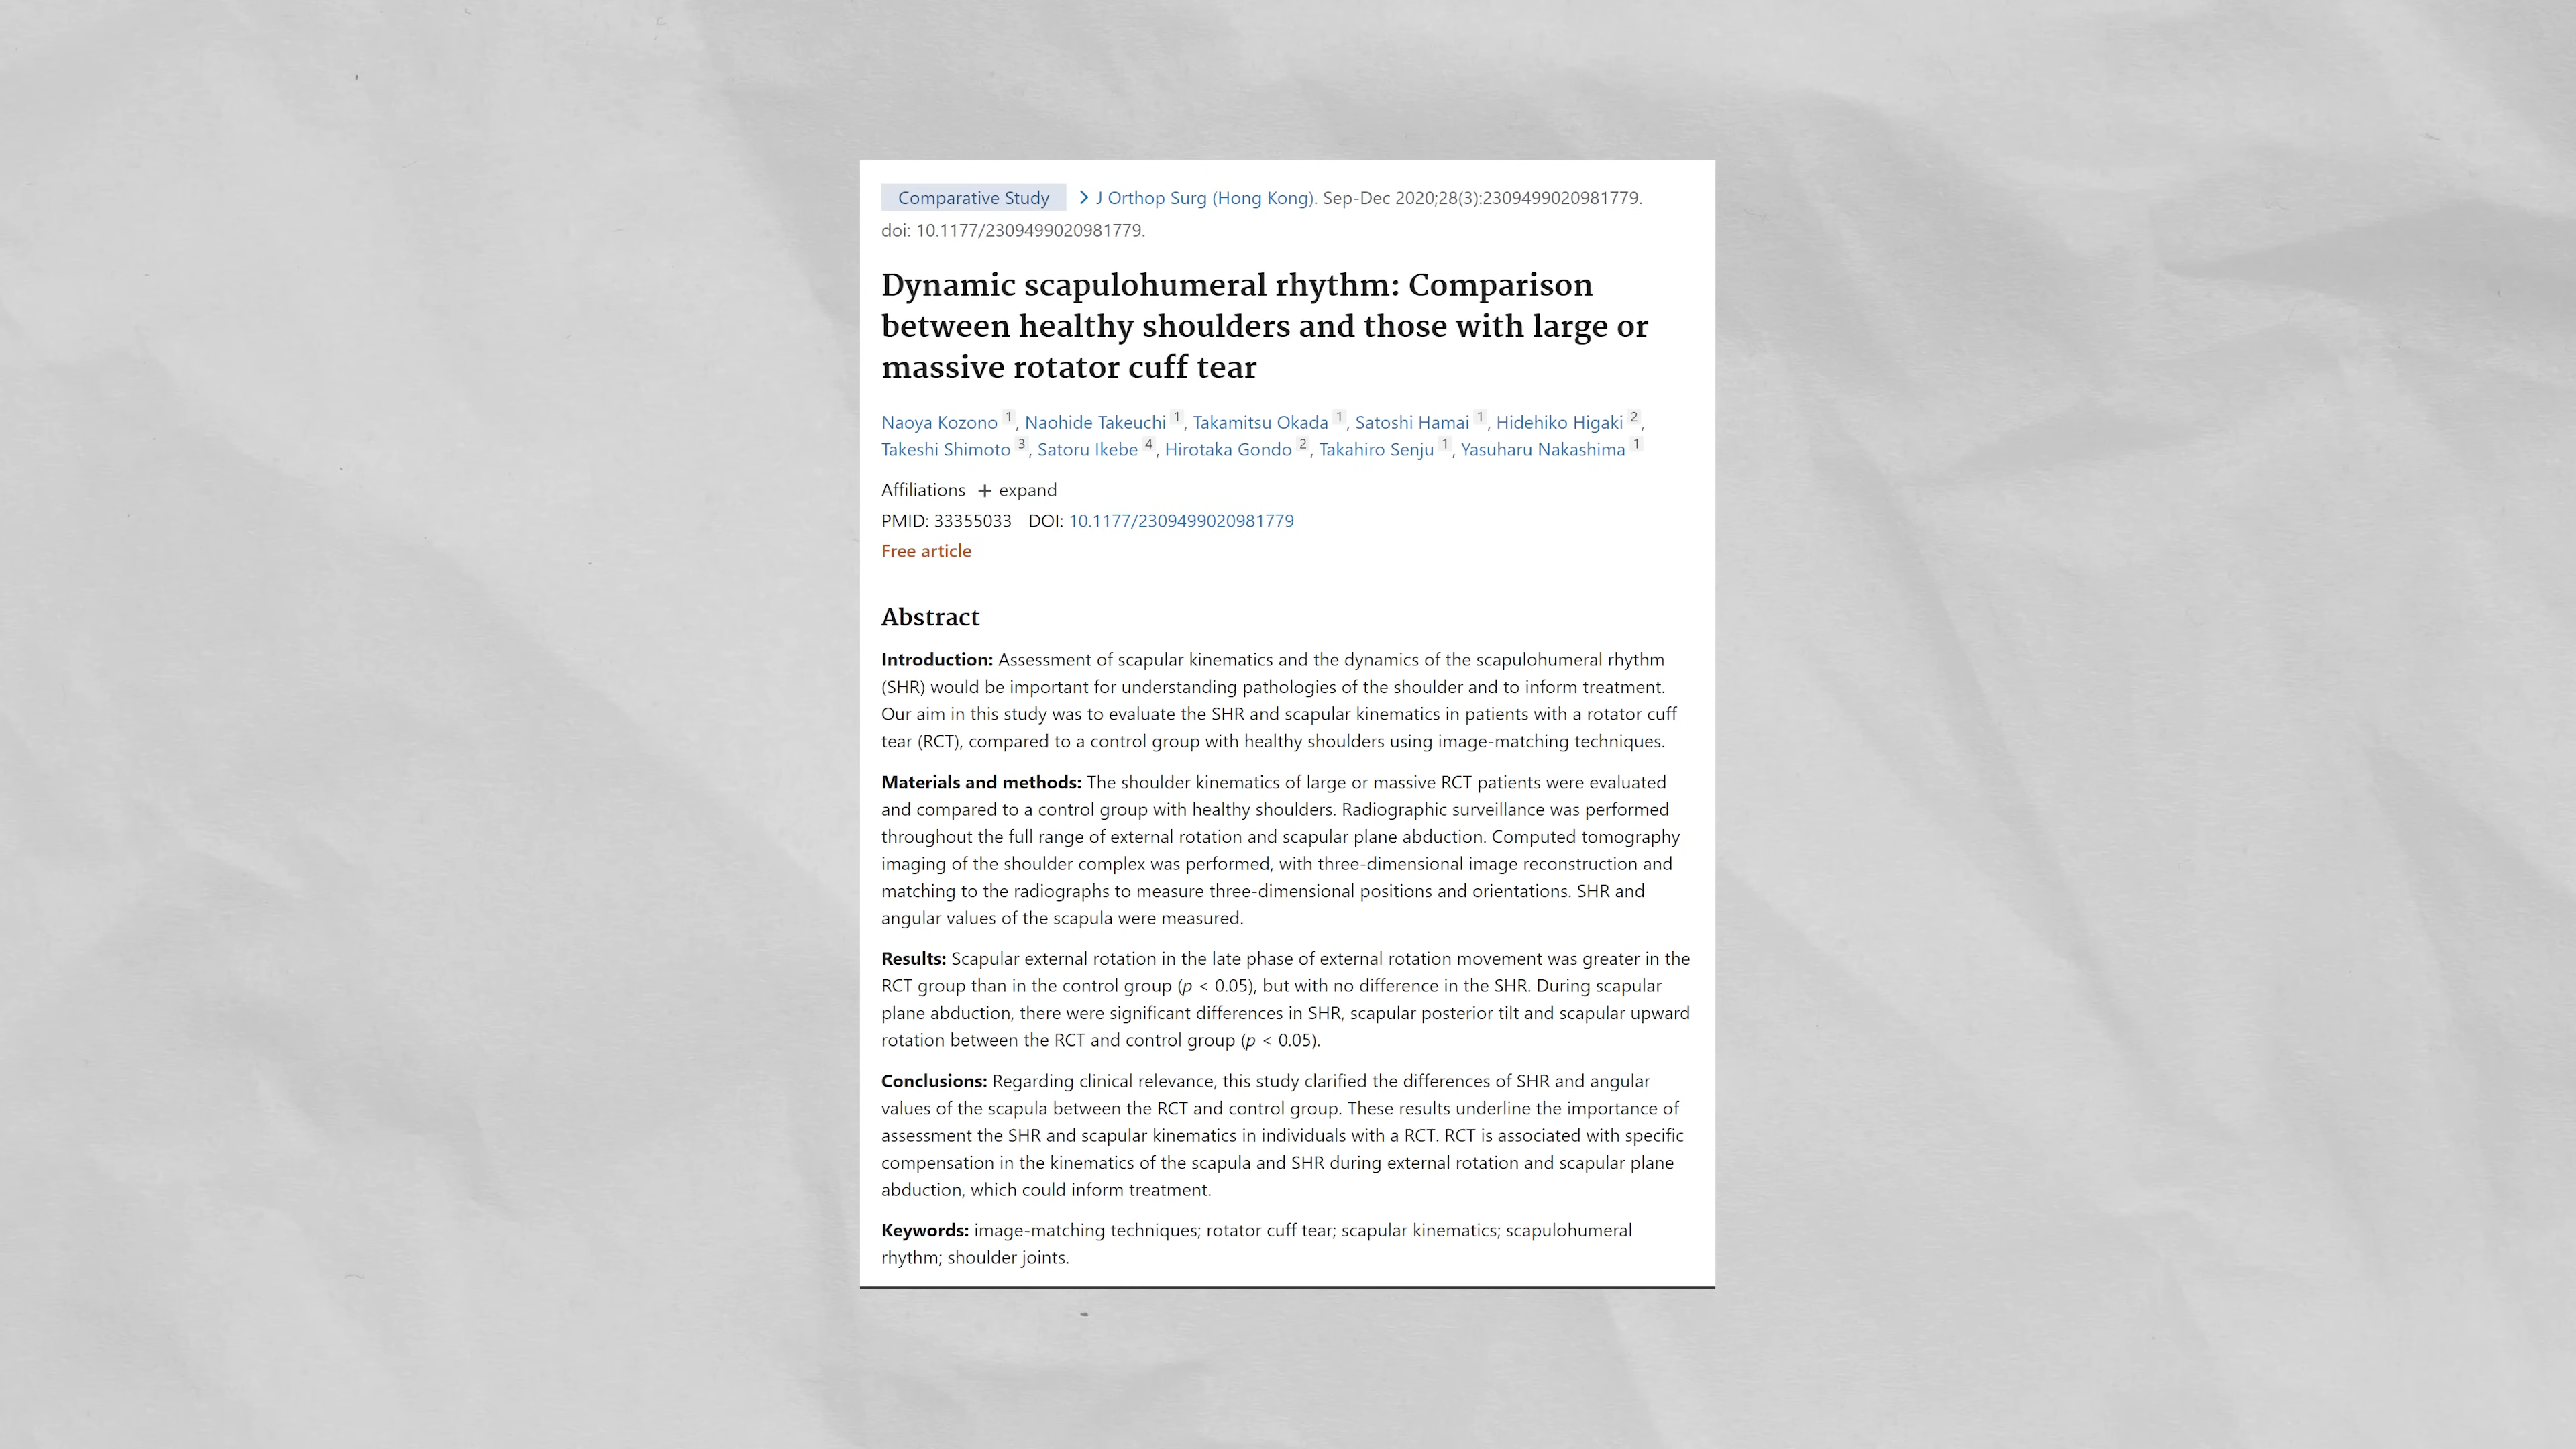 Comparative Study > J Orthop Surg (Hong Kong). Sep-Dec 2020;28(3):2309499020981779.
doi: 10.1177/2309499020981779.
Dynamic scapulohumeral rhythm: Comparison
between healthy shoulders and those with large or
massive rotator cuff tear
Naoya Kozono 1, Naohide Takeuchi 1, Takamitsu Okada 1, Satoshi Hamai 1, Hidehiko Higaki 2,
Takeshi Shimoto 3, Satoru Ikebe 4, Hirotaka Gondo 2, Takahiro Senju 1, Yasuharu Nakashima 1
Affiliations + expand
PMID: 33355033 DOI: 10.1177/2309499020981779
Free article
Abstract
Introduction: Assessment of scapular kinematics and the dynamics of the scapulohumeral rhythm
(SHR) would be important for understanding pathologies of the shoulder and to inform treatment.
Our aim in this study was to evaluate the SHR and scapular kinematics in patients with a rotator cuff
tear (RCT), compared to a control group with healthy shoulders using image-matching techniques.
Materials and methods: The shoulder kinematics of large or massive RCT patients were evaluated
and compared to a control group with healthy shoulders. Radiographic surveillance was performed
throughout the full range of external rotation and scapular plane abduction. Computed tomography
imaging of the shoulder complex was performed, with three-dimensional image reconstruction and
matching to the radiographs to measure three-dimensional positions and orientations. SHR and
angular values of the scapula were measured.
Results: Scapular external rotation in the late phase of external rotation movement was greater in the
RCT group than in the control group (p < 0.05), but with no difference in the SHR. During scapular
plane abduction, there were significant differences in SHR, scapular posterior tilt and scapular upward
rotation between the RCT and control group (p < 0.05).
Conclusions: Regarding clinical relevance, this study clarified the differences of SHR and angular
values of the scapula between the RCT and control group. These results underline the importance of
assessment the SHR and scapular kinematics in individuals with a RCT. RCT is associated with specific
compensation in the kinematics of the scapula and SHR during external rotation and scapular plane
abduction, which could inform treatment.
Keywords: image-matching techniques; rotator cuff tear; scapular kinematics; scapulohumeral
rhythm; shoulder joints.